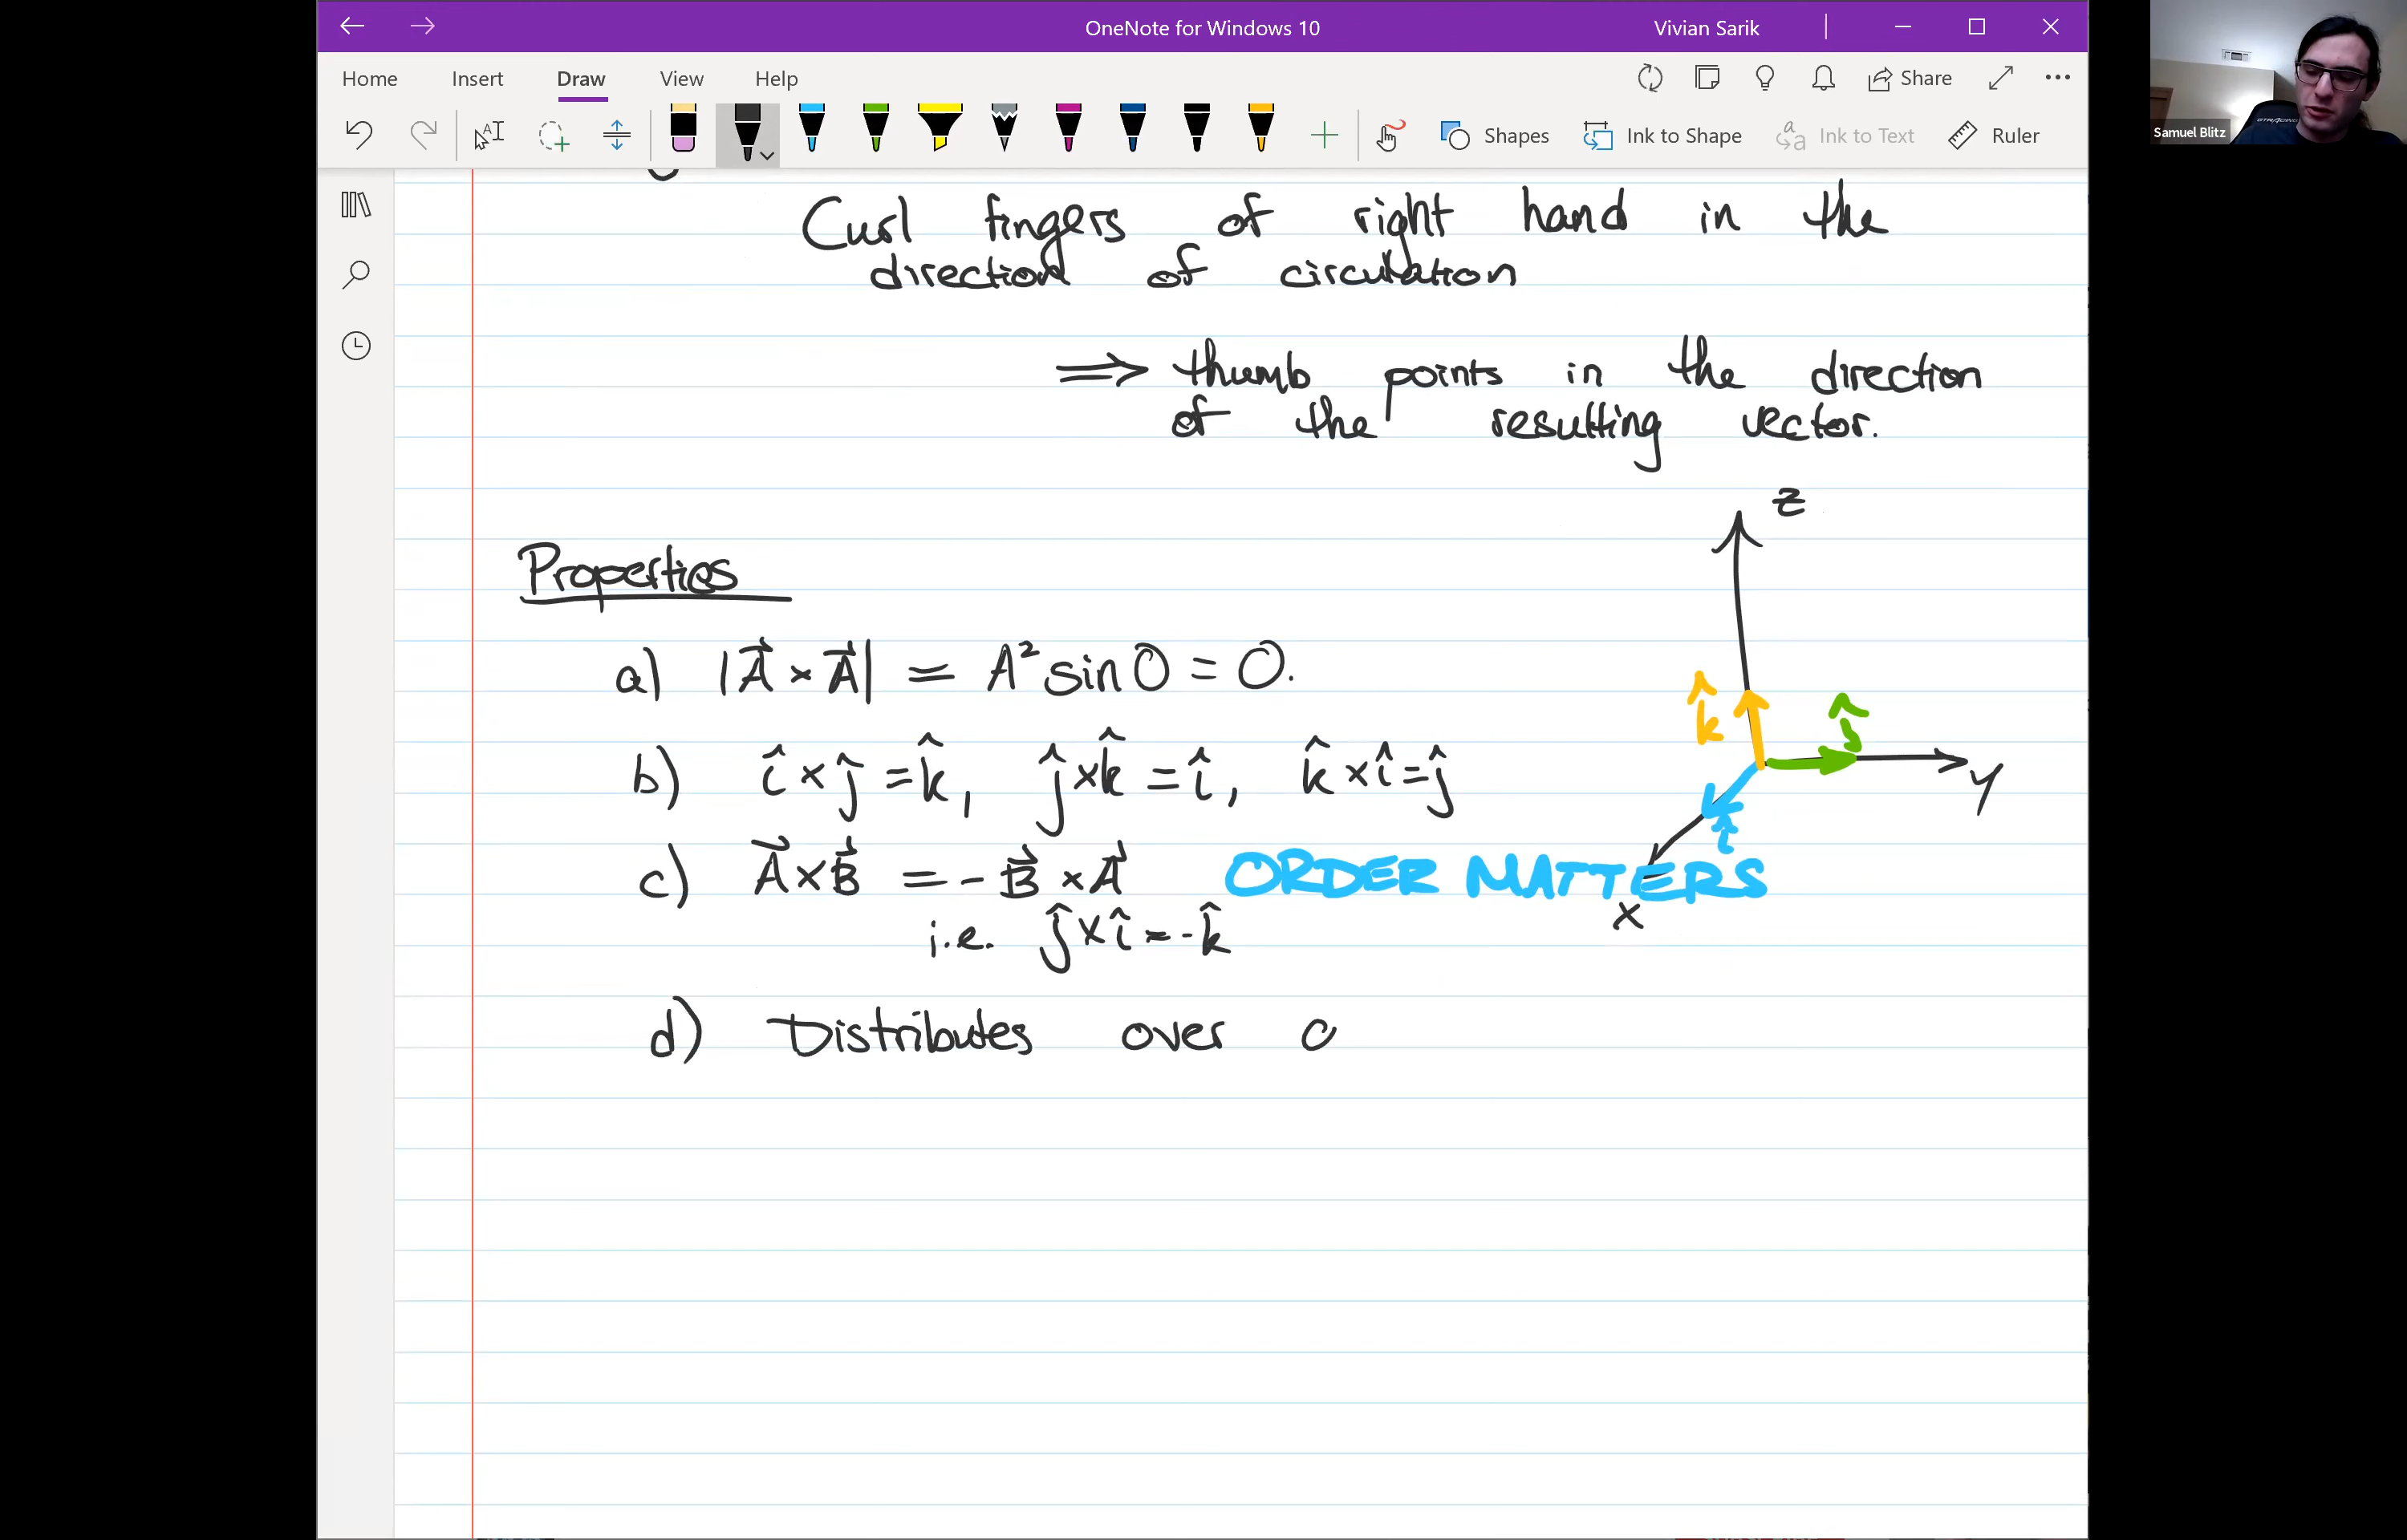 OneNote for Windows 10
Vivian Sarik
Home Insert Draw View Help
Share
Shapes Ink to Shape Ink to Text Ruler
Samuel Blitz
Curl fingers of right hand in the
direction of circulation
⟹ thumb points in the direction
of the resulting vector.
z
Properties
a) |A⃗ × A⃗| = A² sin 0 = 0.
k̂ ĵ
b) î × ĵ = k̂, ĵ × k̂ = î, k̂ × î = ĵ
y
î
c) A⃗ × B⃗ = - B⃗ × A⃗ ORDER MATTERS
x
i.e. ĵ × î = - k̂
d) Distributes over